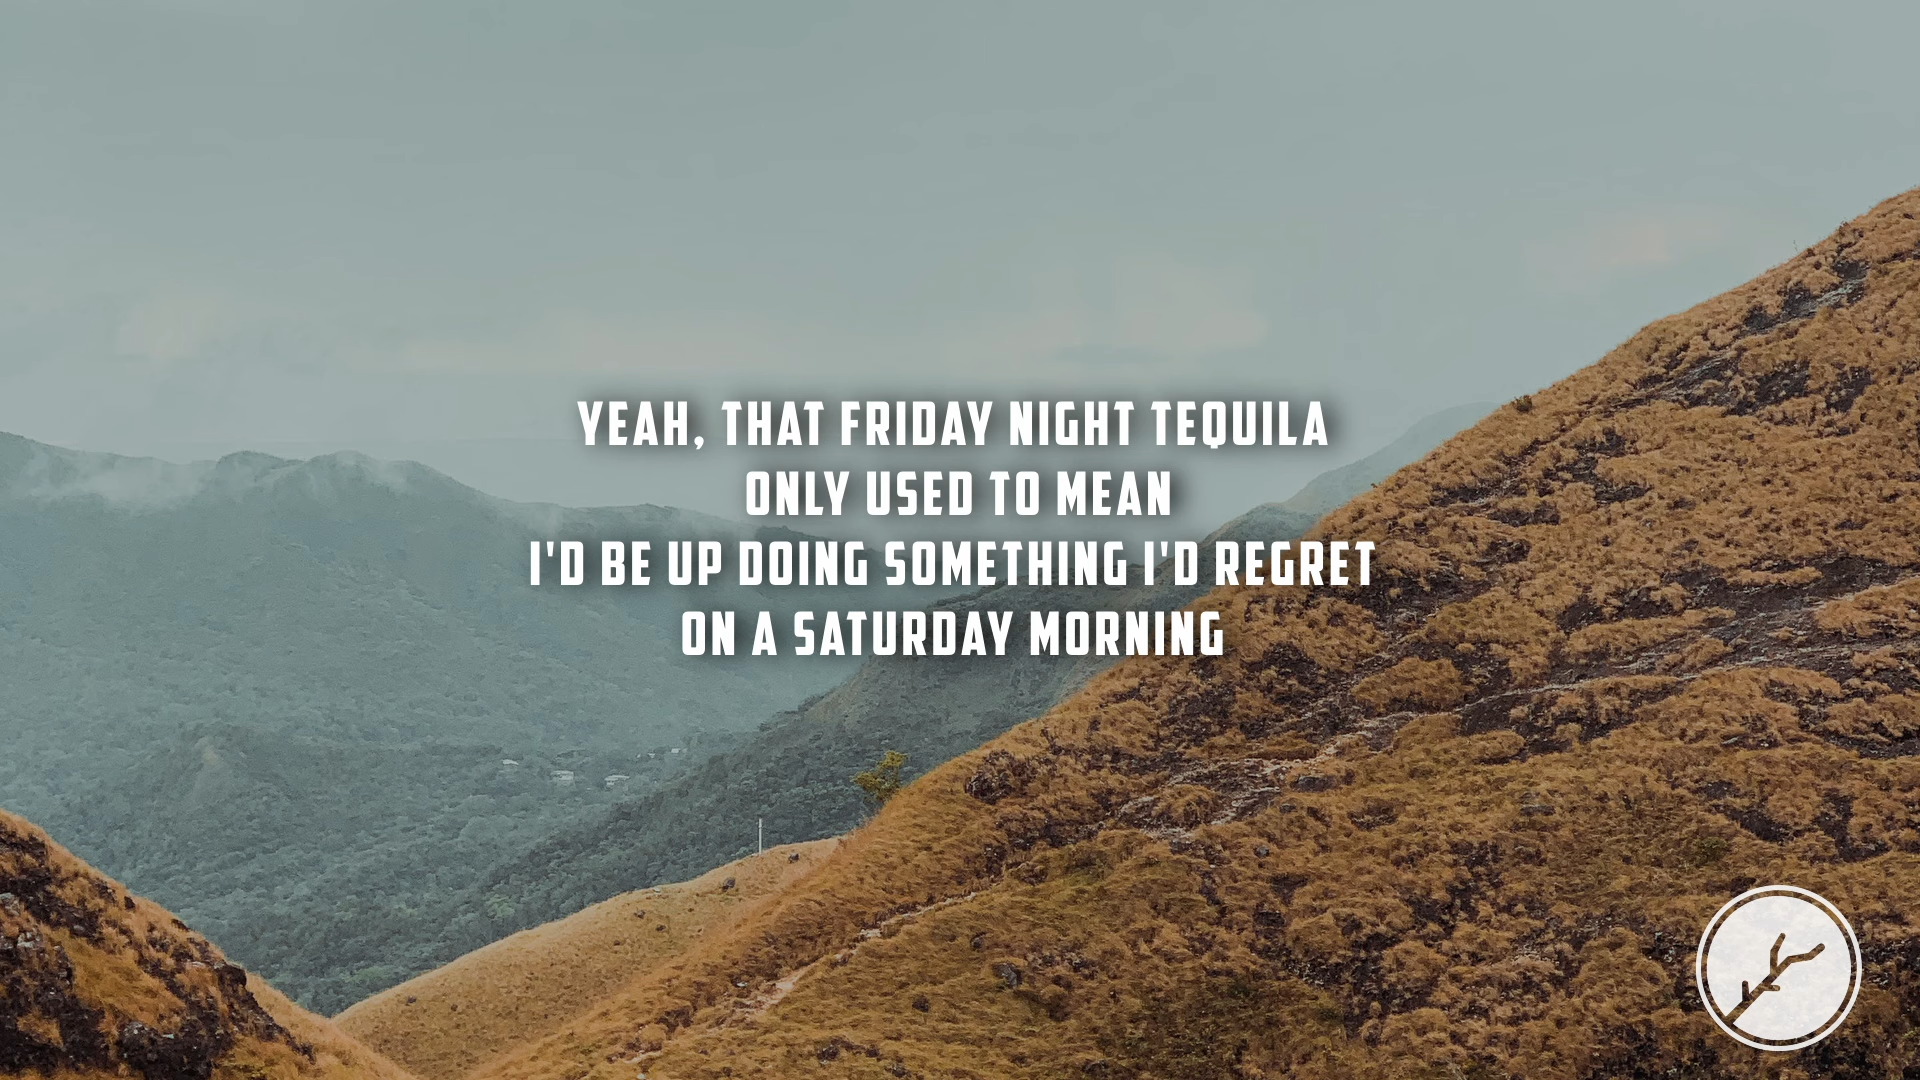 YEAH, THAT FRIDAY NIGHT TEQUILA
ONLY USED TO MEAN
I'D BE UP DOING SOMETHING I'D REGRET
ON A SATURDAY MORNING